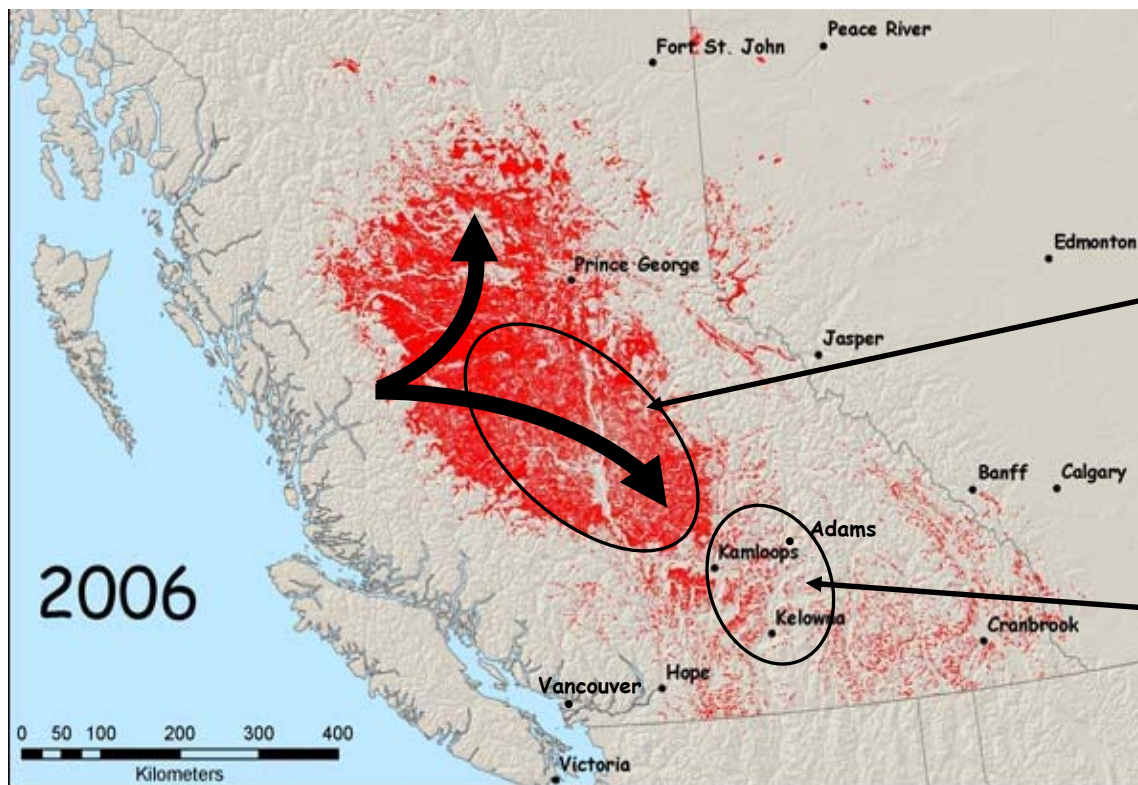 Peace River
Fort St. John
Edmonton
Prince George
Jasper
Banff
Calgary
Adams
Kamloops
2006
Kelowna
Cranbrook
Hope
Vancouver
0 50 100 200 300 400
Kilometers
Victoria